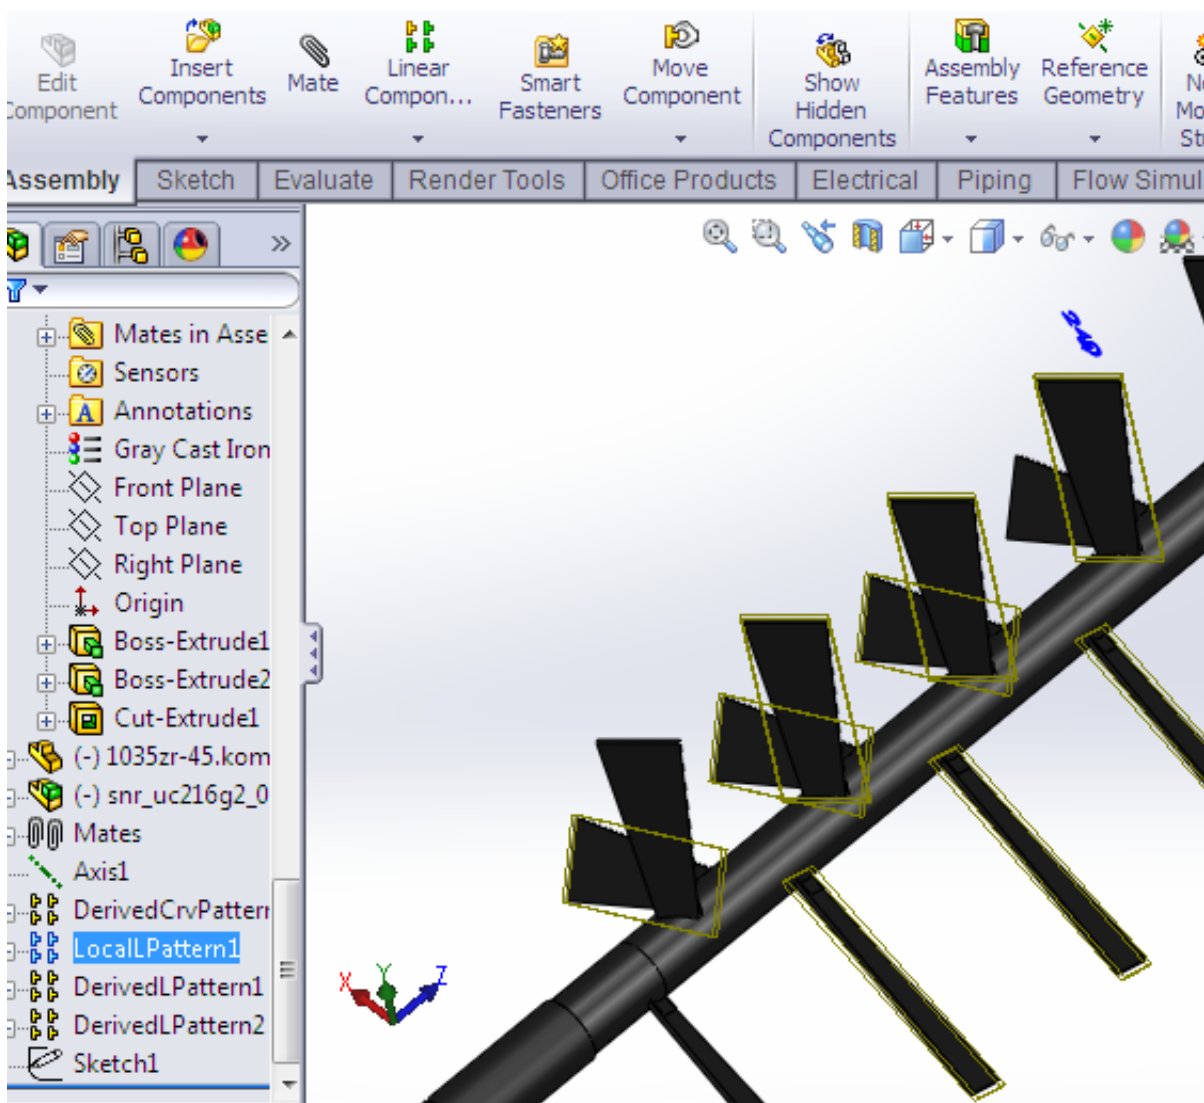 Edit
Component
Insert
Components
Mate
Linear
Compon...
Smart
Fasteners
Move
Component
Show
Hidden
Components
Assembly
Features
Reference
Geometry
Assembly
Sketch
Evaluate
Render Tools
Office Products
Electrical
Piping
Flow Simul
Mates in Asse
Sensors
A Annotations
Gray Cast Iron
Front Plane
Top Plane
Right Plane
Origin
Boss-Extrude1
Boss-Extrude2
Cut-Extrude1
(-) 1035zr-45.kom
(-) snr_uc216g2_0
Mates
Axis1
DerivedCrvPattern
LocalLPattern1
DerivedLPattern1
DerivedLPattern2
Sketch1
X
Y
Z